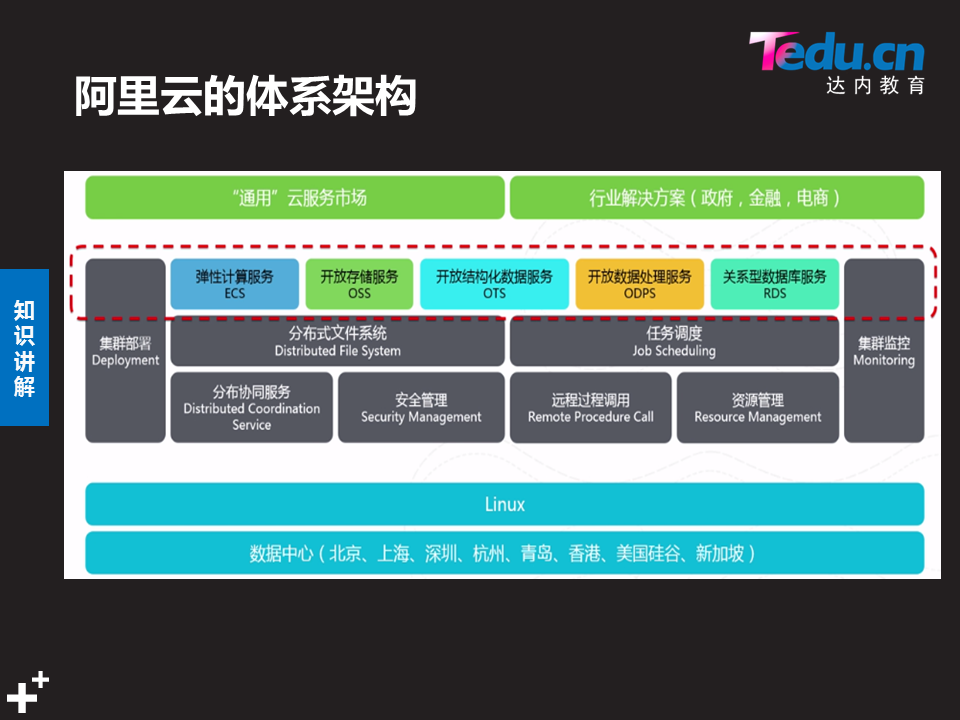 Tedu.cn
达内教育
阿里云的体系架构
知
识
讲
解
“通用”云服务市场
行业解决方案（政府，金融，电商）
弹性计算服务
ECS
开放存储服务
OSS
开放结构化数据服务
OTS
开放数据处理服务
ODPS
关系型数据库服务
RDS
集群部署
Deployment
分布式文件系统
Distributed File System
任务调度
Job Scheduling
集群监控
Monitoring
分布协同服务
Distributed Coordination
Service
安全管理
Security Management
远程过程调用
Remote Procedure Call
资源管理
Resource Management
Linux
数据中心（北京、上海、深圳、杭州、青岛、香港、美国硅谷、新加坡）